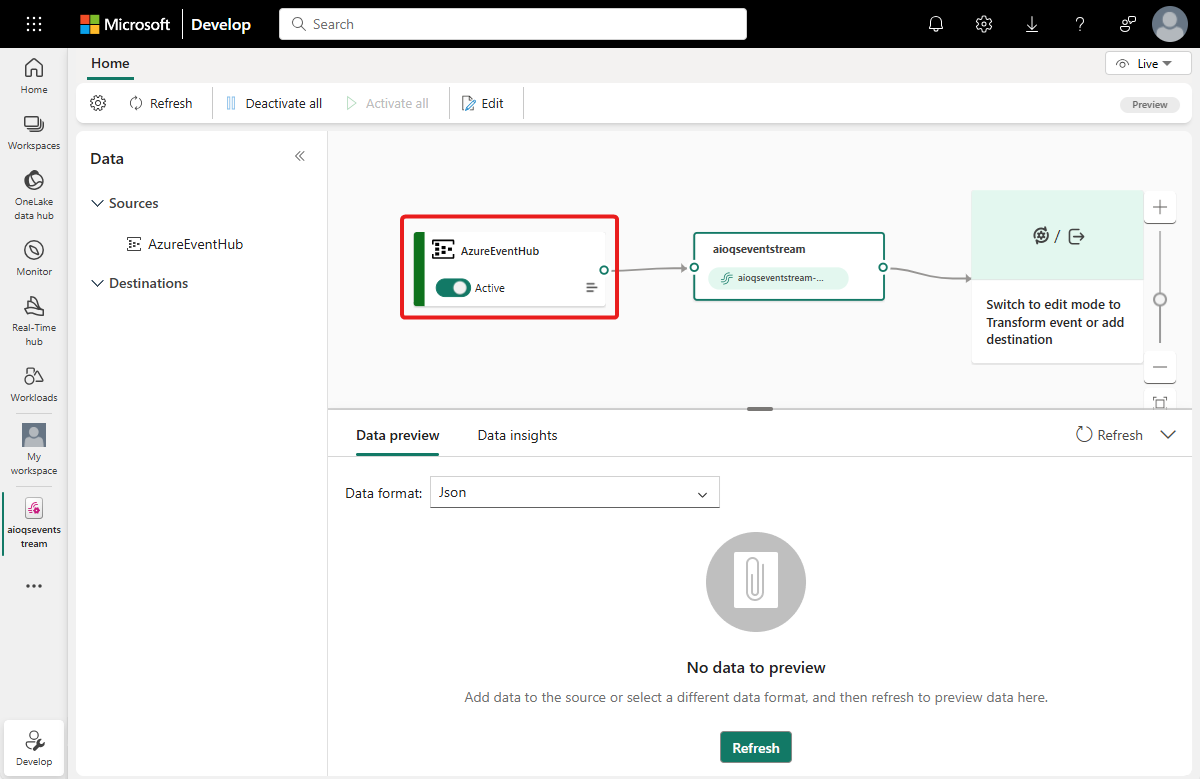 Microsoft
Develop
Search
Home
Live
Refresh
Deactivate all
Activate all
Edit
Preview
Home
Workspaces
OneLake
data hub
Monitor
Real-Time
hub
Workloads
My
workspace
aioqsevents
tream
Develop
Data
Sources
AzureEventHub
Destinations
AzureEventHub
Active
aioqseventstream
aioqseventstream-...
/
Switch to edit mode to
Transform event or add
destination
Data preview
Data insights
Refresh
Data format:
Json
No data to preview
Add data to the source or select a different data format, and then refresh to preview data here.
Refresh